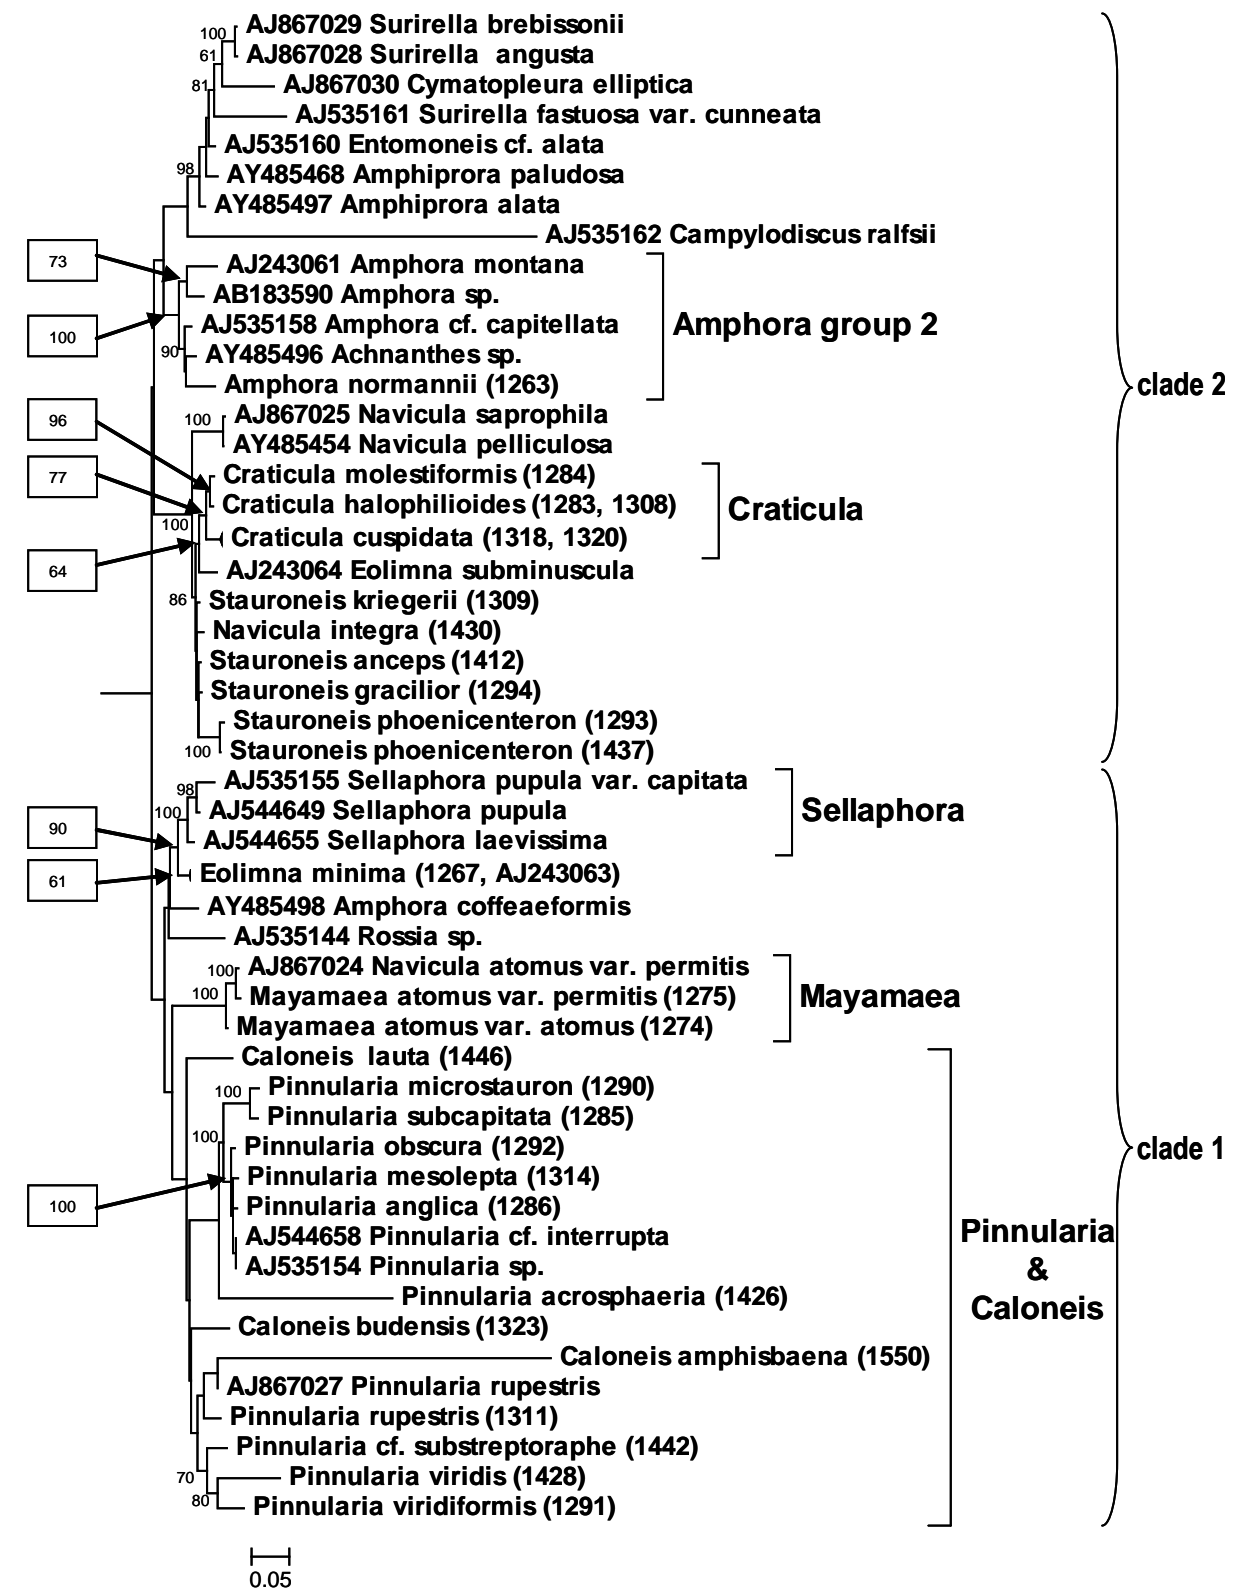 100
AJ867029 Surirella brebissonii
61
AJ867028 Surirella angusta
81
AJ867030 Cymatopleura elliptica
AJ535161 Surirella fastuosa var. cunneata
AJ535160 Entomoneis cf. alata
98
AY485468 Amphiprora paludosa
AY485497 Amphiprora alata
AJ535162 Campylodiscus ralfsii
73
AJ243061 Amphora montana
AB183590 Amphora sp.
100
AJ535158 Amphora cf. capitellata
Amphora group 2
90
AY485496 Achnanthes sp.
Amphora normannii (1263)
clade 2
96
100
AJ867025 Navicula saprophila
AY485454 Navicula pelliculosa
77
Craticula molestiformis (1284)
Craticula halophilioides (1283, 1308)
Craticula
100
Craticula cuspidata (1318, 1320)
64
AJ243064 Eolimna subminuscula
86
Stauroneis kriegerii (1309)
Navicula integra (1430)
Stauroneis anceps (1412)
Stauroneis gracilior (1294)
Stauroneis phoenicenteron (1293)
100
Stauroneis phoenicenteron (1437)
98
AJ535155 Sellaphora pupula var. capitata
100
AJ544649 Sellaphora pupula
Sellaphora
90
AJ544655 Sellaphora laevissima
61
Eolimna minima (1267, AJ243063)
AY485498 Amphora coffeaeformis
AJ535144 Rossia sp.
100
AJ867024 Navicula atomus var. permitis
100
Mayamaea atomus var. permitis (1275)
Mayamaea
Mayamaea atomus var. atomus (1274)
Caloneis lauta (1446)
100
Pinnularia microstauron (1290)
Pinnularia subcapitata (1285)
100
Pinnularia obscura (1292)
clade 1
Pinnularia mesolepta (1314)
100
Pinnularia anglica (1286)
AJ544658 Pinnularia cf. interrupta
Pinnularia
&
Caloneis
AJ535154 Pinnularia sp.
Pinnularia acrosphaeria (1426)
Caloneis budensis (1323)
Caloneis amphisbaena (1550)
AJ867027 Pinnularia rupestris
Pinnularia rupestris (1311)
Pinnularia cf. substreptoraphe (1442)
70
Pinnularia viridis (1428)
80
Pinnularia viridiformis (1291)
0.05